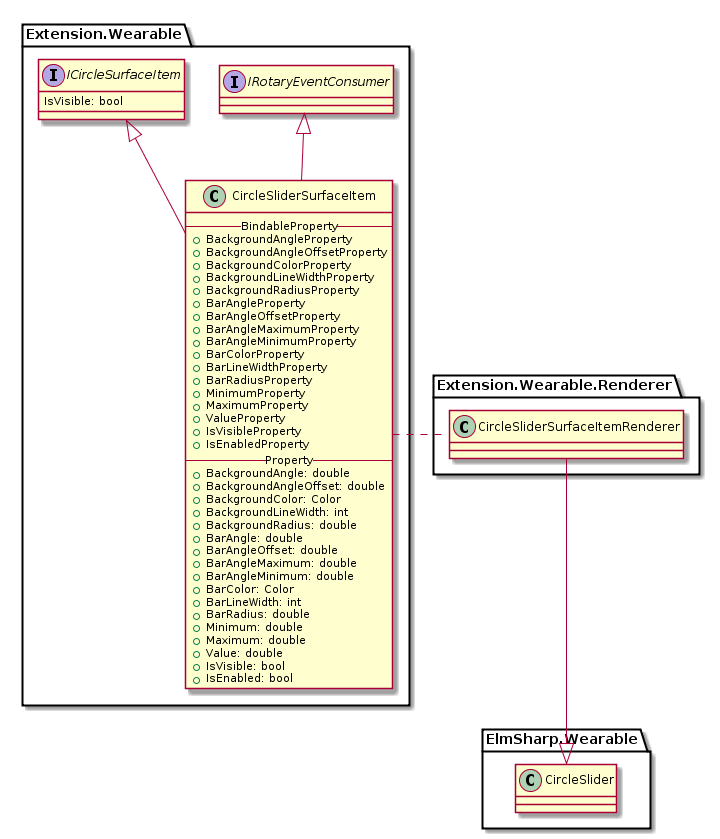 Extension.Wearable
I ICircleSurfaceItem
IsVisible: bool
I IRotaryEventConsumer
C CircleSliderSurfaceItem
BindableProperty
BackgroundAngleProperty
BackgroundAngleOffsetProperty
BackgroundColorProperty
BackgroundLineWidthProperty
BackgroundRadiusProperty
BarAngleProperty
BarAngleOffsetProperty
BarAngleMaximumProperty
BarAngleMinimumProperty
BarColorProperty
BarLineWidthProperty
BarRadiusProperty
MinimumProperty
MaximumProperty
ValueProperty
IsVisibleProperty
IsEnabledProperty
Property
BackgroundAngle: double
BackgroundAngleOffset: double
BackgroundColor: Color
BackgroundLineWidth: int
BackgroundRadius: double
BarAngle: double
BarAngleOffset: double
BarAngleMaximum: double
BarAngleMinimum: double
BarColor: Color
BarLineWidth: int
BarRadius: double
Minimum: double
Maximum: double
Value: double
IsVisible: bool
IsEnabled: bool
Extension.Wearable.Renderer
C CircleSliderSurfaceItemRenderer
ElmSharp.Wearable
C CircleSlider